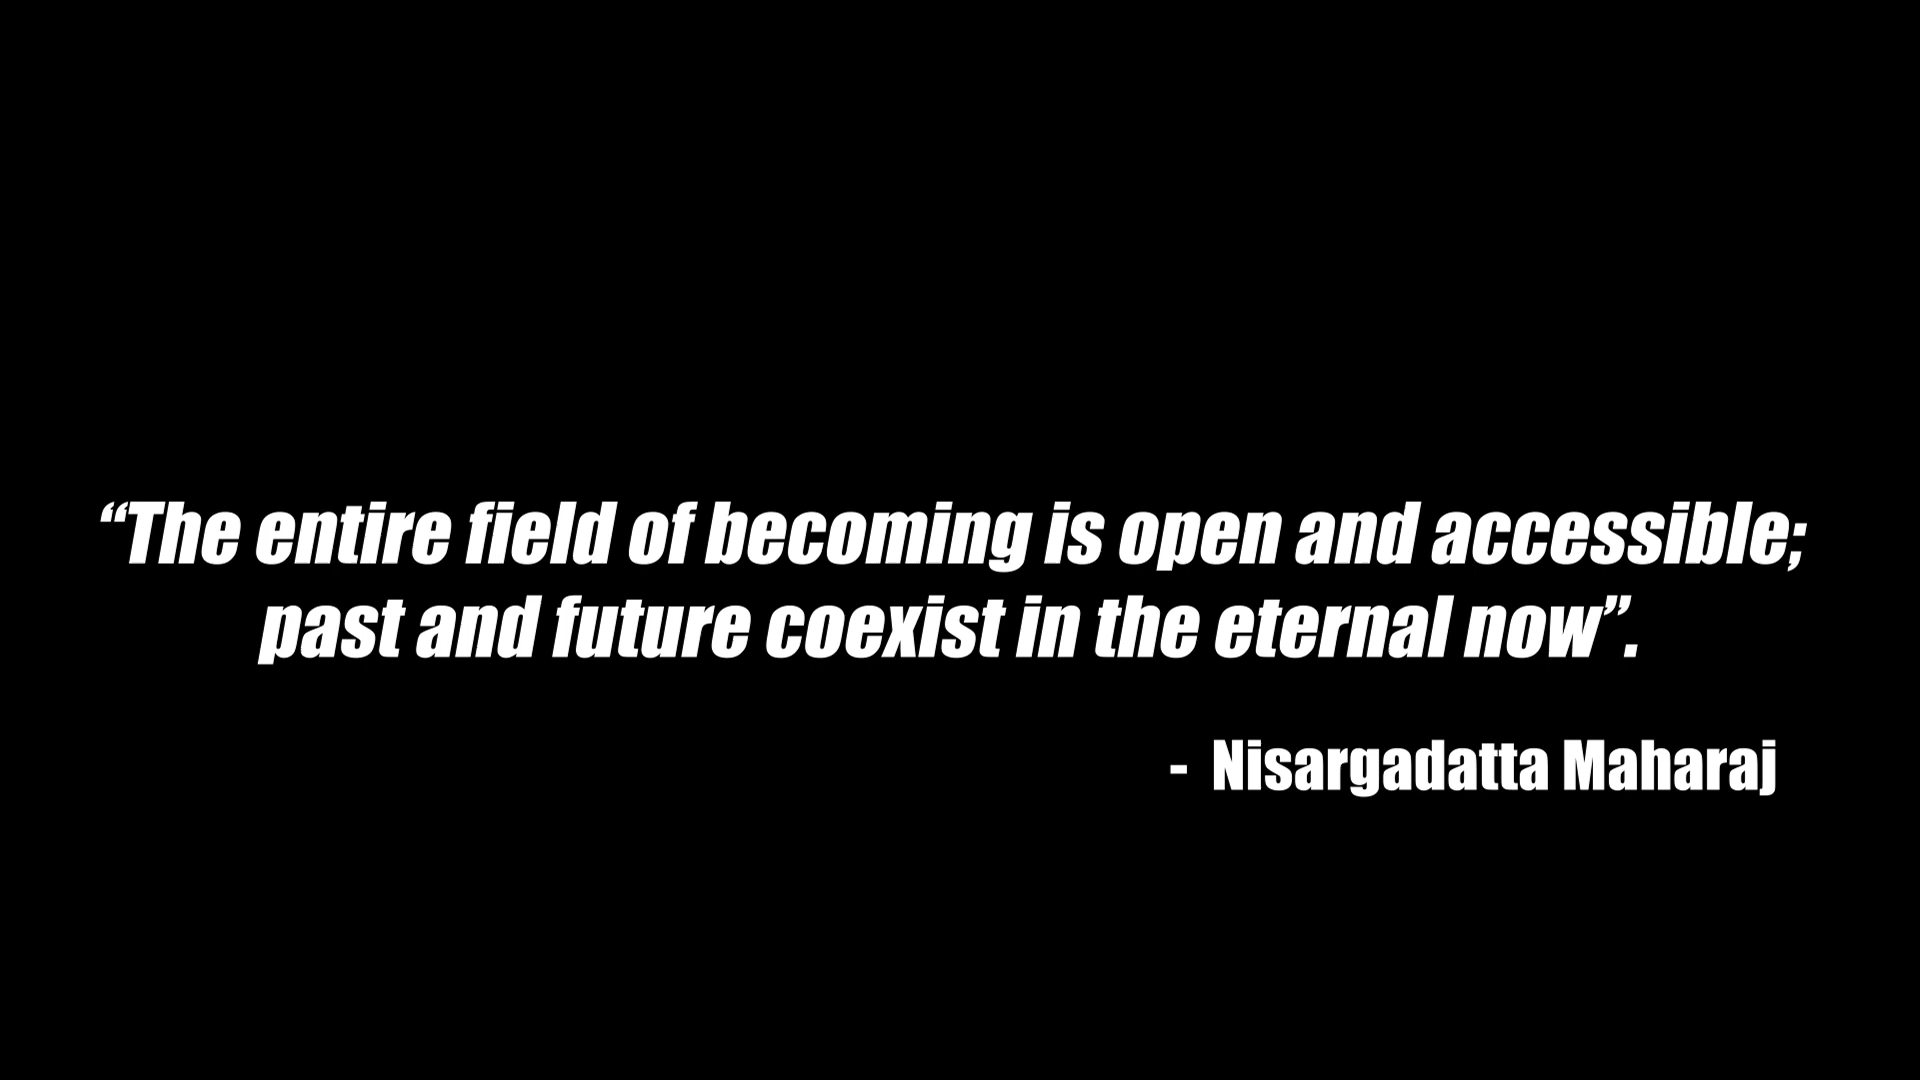 “The entire field of becoming is open and accessible;
past and future coexist in the eternal now”.
- Nisargadatta Maharaj